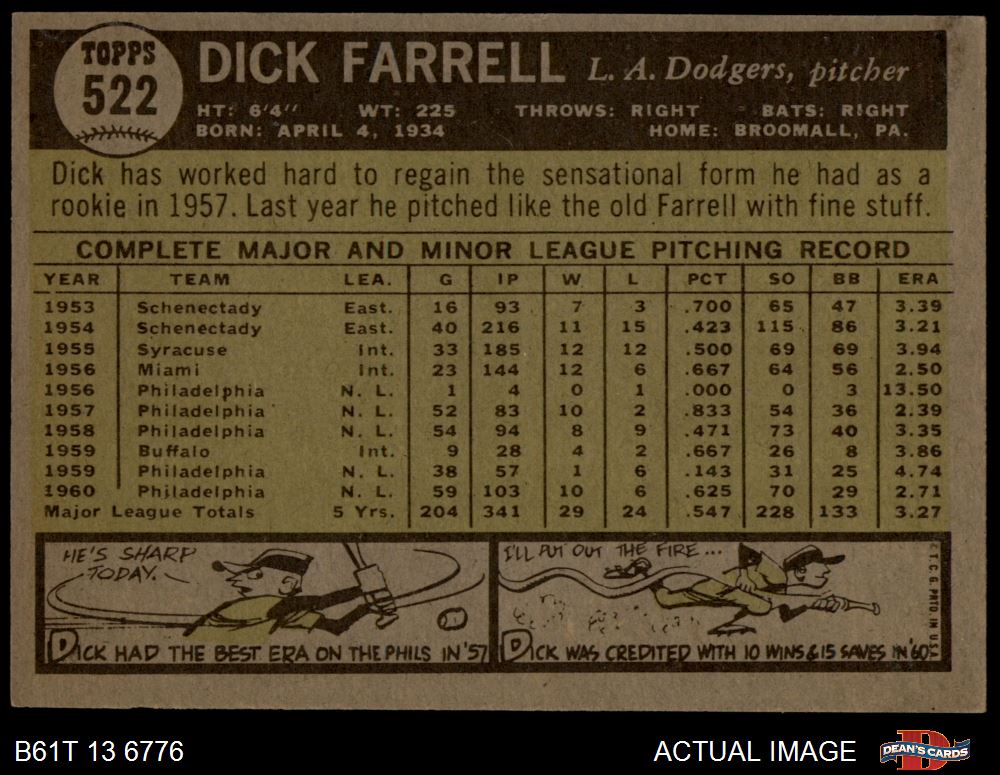 TOPPS
522
DICK FARRELL L. A. Dodgers, pitcher
HT: 6'4" WT: 225 THROWS: RIGHT BATS: RIGHT
BORN: APRIL 4, 1934 HOME: BROOMALL, PA.
Dick has worked hard to regain the sensational form he had as a
rookie in 1957. Last year he pitched like the old Farrell with fine stuff.
COMPLETE MAJOR AND MINOR LEAGUE PITCHING RECORD
YEAR TEAM LEA. G IP W L PCT SO BB ERA
1953 Schenectady East. 16 93 7 3 .700 65 47 3.39
1954 Schenectady East. 40 216 11 15 .423 115 86 3.21
1955 Syracuse Int. 33 185 12 12 .500 69 69 3.94
1956 Miami Int. 23 144 12 6 .667 64 56 2.50
1956 Philadelphia N. L. 1 4 0 1 .000 0 3 13.50
1957 Philadelphia N. L. 52 83 10 2 .833 54 36 2.39
1958 Philadelphia N. L. 54 94 8 9 .471 73 40 3.35
1959 Buffalo Int. 9 28 4 2 .667 26 8 3.86
1959 Philadelphia N. L. 38 57 1 6 .143 31 25 4.74
1960 Philadelphia N. L. 59 103 10 6 .625 70 29 2.71
Major League Totals 5 Yrs. 204 341 29 24 .547 228 133 3.27
HE'S SHARP
TODAY.
DICK HAD THE BEST ERA ON THE PHILS IN '57
I'LL PUT OUT THE FIRE...
DICK WAS CREDITED WITH 10 WINS & 15 SAVES IN '60
© T. C. G. PRTD. IN U.S.A.
B61T 13 6776
ACTUAL IMAGE
DEAN'S CARDS